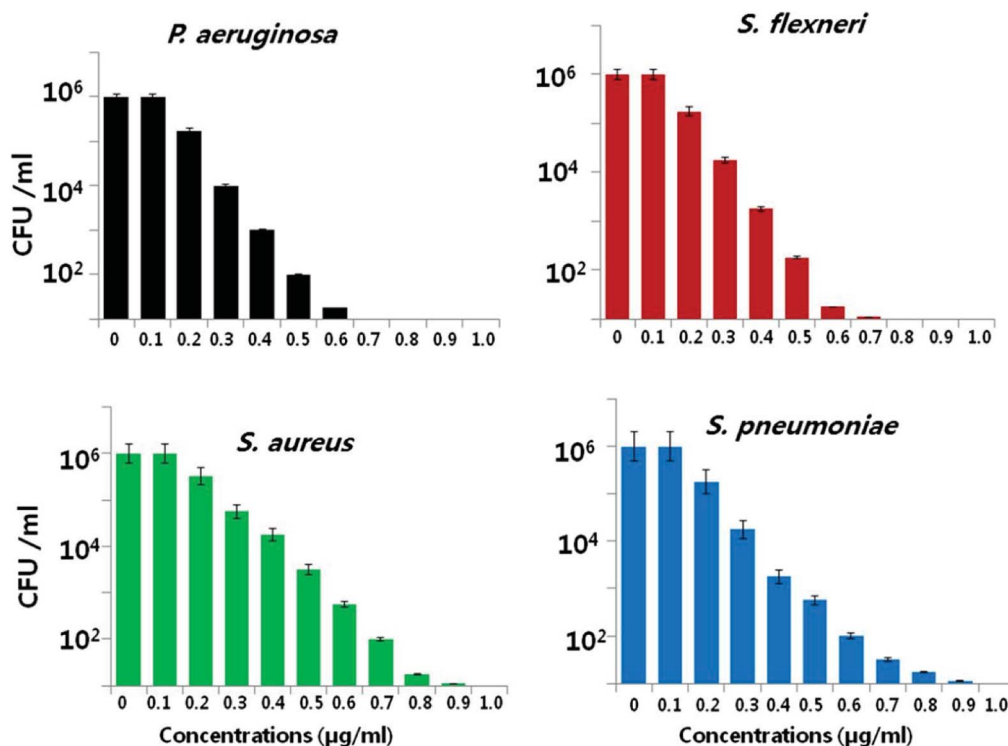 P. aeruginosa
CFU /ml
10⁶
10⁴
10²
0 0.1 0.2 0.3 0.4 0.5 0.6 0.7 0.8 0.9 1.0
S. flexneri
10⁶
10⁴
10²
0 0.1 0.2 0.3 0.4 0.5 0.6 0.7 0.8 0.9 1.0
S. aureus
CFU /ml
10⁶
10⁴
10²
0 0.1 0.2 0.3 0.4 0.5 0.6 0.7 0.8 0.9 1.0
Concentrations (µg/ml)
S. pneumoniae
10⁶
10⁴
10²
0 0.1 0.2 0.3 0.4 0.5 0.6 0.7 0.8 0.9 1.0
Concentrations (µg/ml)